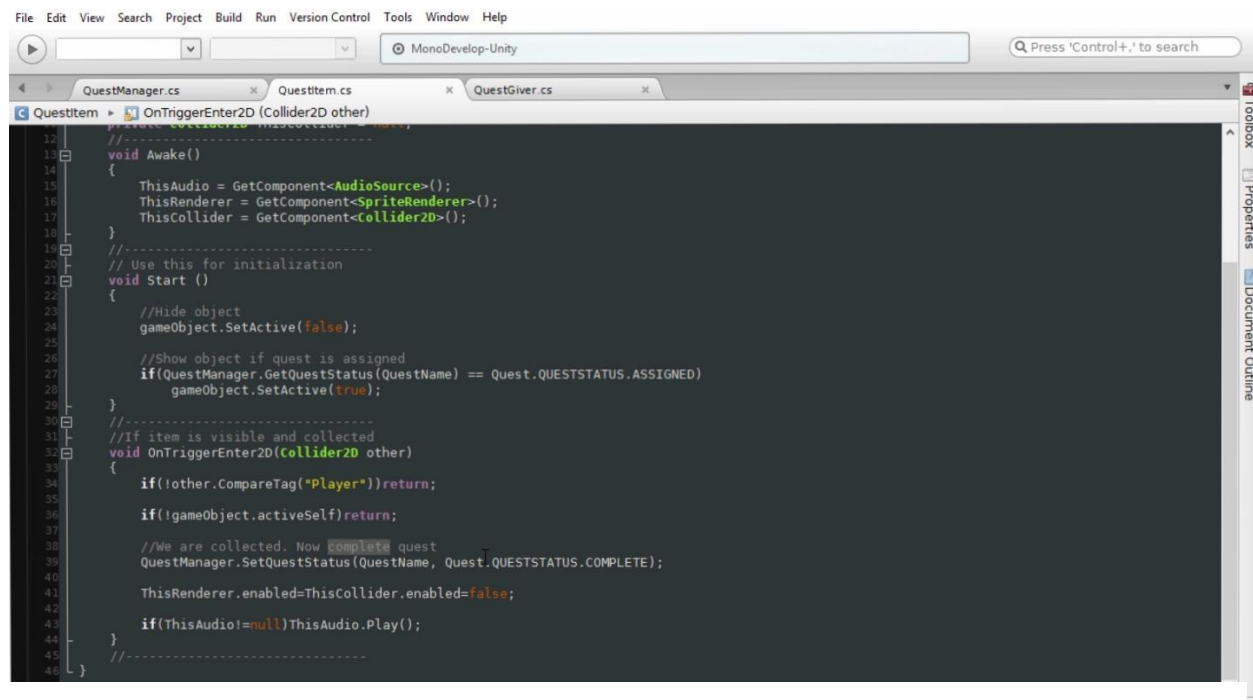 File Edit View Search Project Build Run Version Control Tools Window Help
MonoDevelop-Unity
Press 'Control+,' to search
QuestManager.cs × QuestItem.cs × QuestGiver.cs ×
QuestItem ▸ OnTriggerEnter2D (Collider2D other)
12 //---------------------------------
13 void Awake()
14 {
15 ThisAudio = GetComponent<AudioSource>();
16 ThisRenderer = GetComponent<SpriteRenderer>();
17 ThisCollider = GetComponent<Collider2D>();
18 }
19 //---------------------------------
20 // Use this for initialization
21 void Start ()
22 {
23 //Hide object
24 gameObject.SetActive(false);
25
26 //Show object if quest is assigned
27 if(QuestManager.GetQuestStatus(QuestName) == Quest.QUESTSTATUS.ASSIGNED)
28 gameObject.SetActive(true);
29 }
30 //---------------------------------
31 //If item is visible and collected
32 void OnTriggerEnter2D(Collider2D other)
33 {
34 if(!other.CompareTag("Player"))return;
35
36 if(!gameObject.activeSelf)return;
37
38 //We are collected. Now complete quest
39 QuestManager.SetQuestStatus(QuestName, Quest.QUESTSTATUS.COMPLETE);
40
41 ThisRenderer.enabled=ThisCollider.enabled=false;
42
43 if(ThisAudio!=null)ThisAudio.Play();
44 }
45 //--------------------------------
46 }
Toolbox
Properties
Document Outline